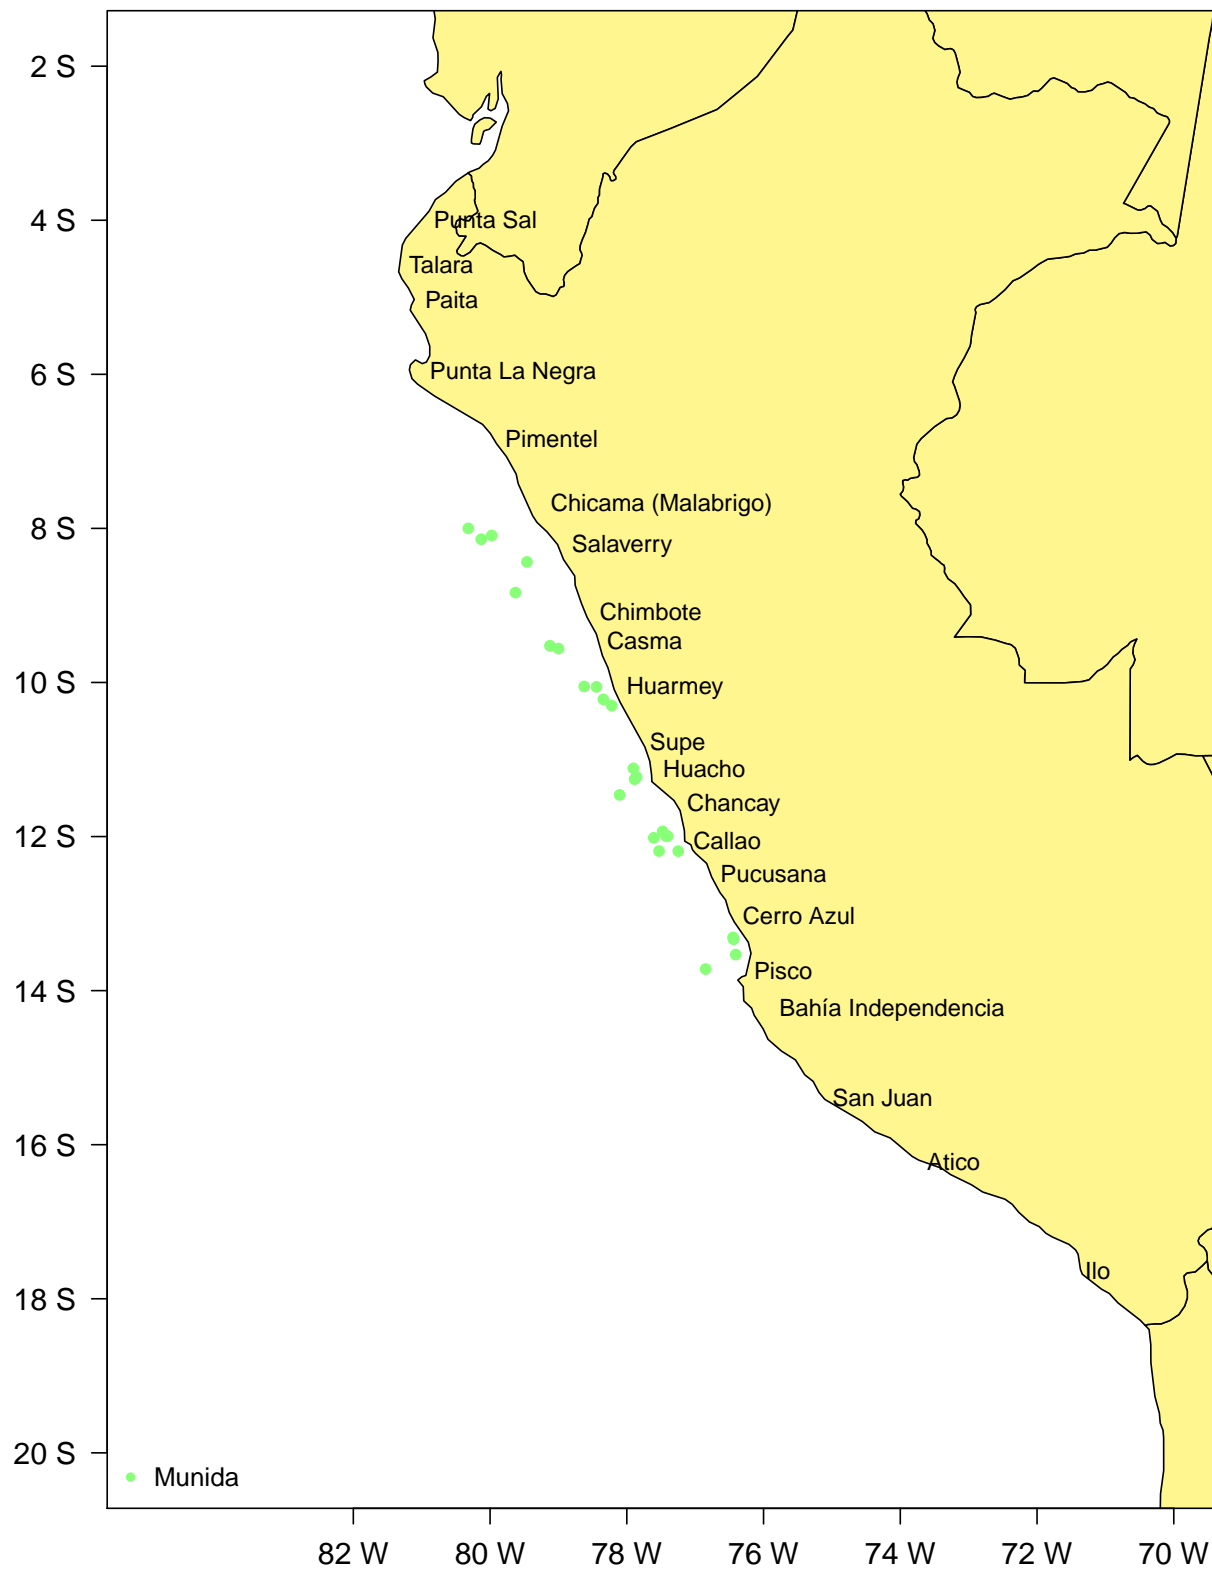 2 S
4 S
6 S
8 S
10 S
12 S
14 S
16 S
18 S
20 S
Punta Sal
Talara
Paita
Punta La Negra
Pimentel
Chicama (Malabrigo)
Salaverry
Chimbote
Casma
Huarmey
Supe
Huacho
Chancay
Callao
Pucusana
Cerro Azul
Pisco
Bahía Independencia
San Juan
Atico
Ilo
Munida
82 W 80 W 78 W 76 W 74 W 72 W 70 W